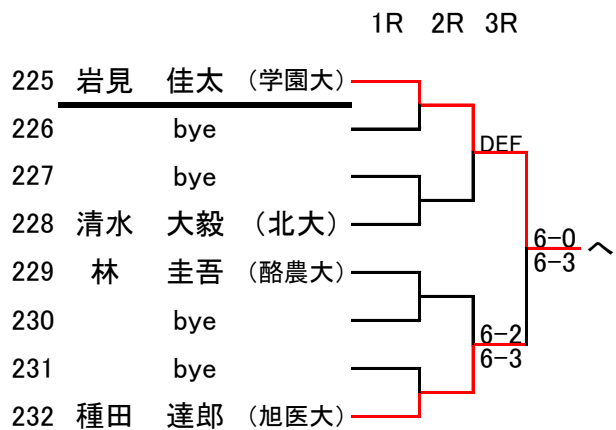 1R 2R 3R
225 岩見 佳太 (学園大)
226 bye
DEF
227 bye
228 清水 大毅 (北大)
6-0
6-3
へ
229 林 圭吾 (酪農大)
230 bye
6-2
6-3
231 bye
232 種田 達郎 (旭医大)